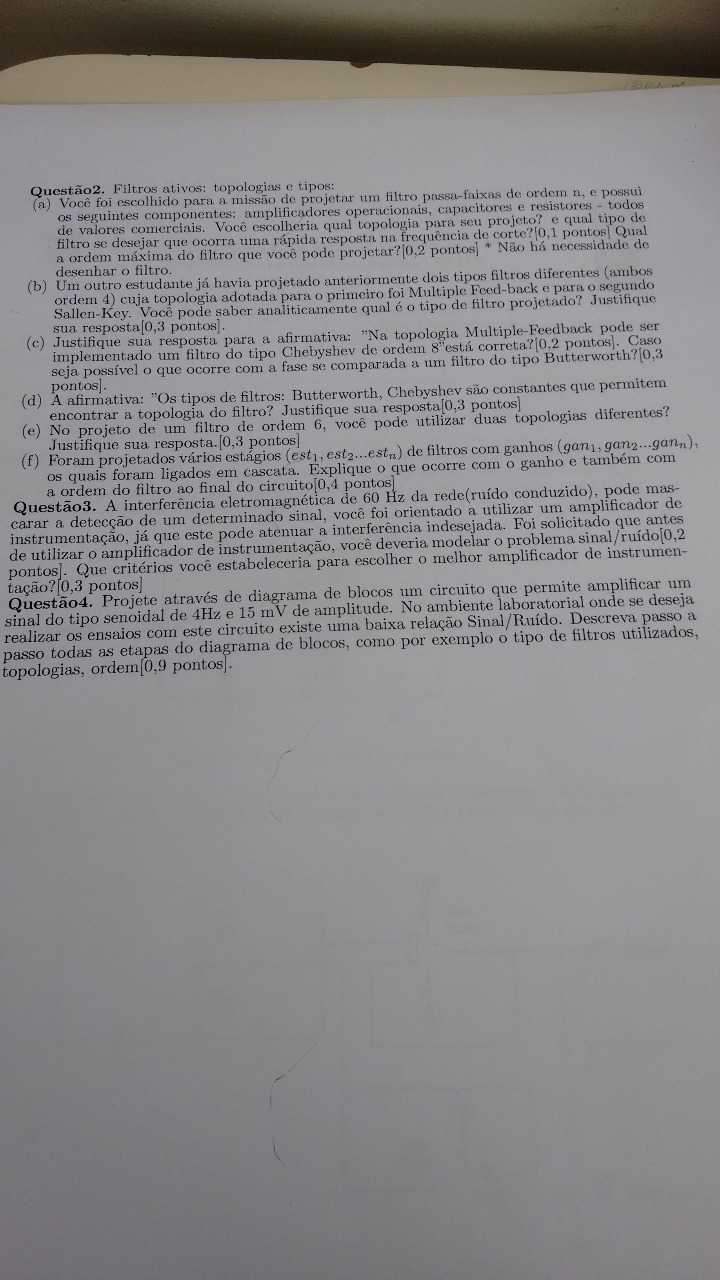 Questão2. Filtros ativos: topologias e tipos:
(a) Você foi escolhido para a missão de projetar um filtro passa-faixas de ordem n, e possui
os seguintes componentes: amplificadores operacionais, capacitores e resistores - todos
de valores comerciais. Você escolheria qual topologia para seu projeto? e qual tipo de
filtro se desejar que ocorra uma rápida resposta na frequência de corte?[0,1 pontos] Qual
a ordem máxima do filtro que você pode projetar?[0,2 pontos] * Não há necessidade de
desenhar o filtro.
(b) Um outro estudante já havia projetado anteriormente dois tipos filtros diferentes (ambos
ordem 4) cuja topologia adotada para o primeiro foi Multiple Feed-back e para o segundo
Sallen-Key. Você pode saber analiticamente qual é o tipo de filtro projetado? Justifique
sua resposta[0,3 pontos].
(c) Justifique sua resposta para a afirmativa: "Na topologia Multiple-Feedback pode ser
implementado um filtro do tipo Chebyshev de ordem 8"está correta?[0,2 pontos]. Caso
seja possível o que ocorre com a fase se comparada a um filtro do tipo Butterworth?[0,3
pontos].
(d) A afirmativa: "Os tipos de filtros: Butterworth, Chebyshev são constantes que permitem
encontrar a topologia do filtro? Justifique sua resposta[0,3 pontos]
(e) No projeto de um filtro de ordem 6, você pode utilizar duas topologias diferentes?
Justifique sua resposta.[0,3 pontos]
(f) Foram projetados vários estágios (est₁, est₂...estₙ) de filtros com ganhos (gan₁, gan₂...ganₙ),
os quais foram ligados em cascata. Explique o que ocorre com o ganho e também com
a ordem do filtro ao final do circuito[0,4 pontos]
Questão3. A interferência eletromagnética de 60 Hz da rede(ruído conduzido), pode mas-
carar a detecção de um determinado sinal, você foi orientado a utilizar um amplificador de
instrumentação, já que este pode atenuar a interferência indesejada. Foi solicitado que antes
de utilizar o amplificador de instrumentação, você deveria modelar o problema sinal/ruído[0,2
pontos]. Que critérios você estabeleceria para escolher o melhor amplificador de instrumen-
tação?[0,3 pontos]
Questão4. Projete através de diagrama de blocos um circuito que permite amplificar um
sinal do tipo senoidal de 4Hz e 15 mV de amplitude. No ambiente laboratorial onde se deseja
realizar os ensaios com este circuito existe uma baixa relação Sinal/Ruído. Descreva passo a
passo todas as etapas do diagrama de blocos, como por exemplo o tipo de filtros utilizados,
topologias, ordem[0,9 pontos].